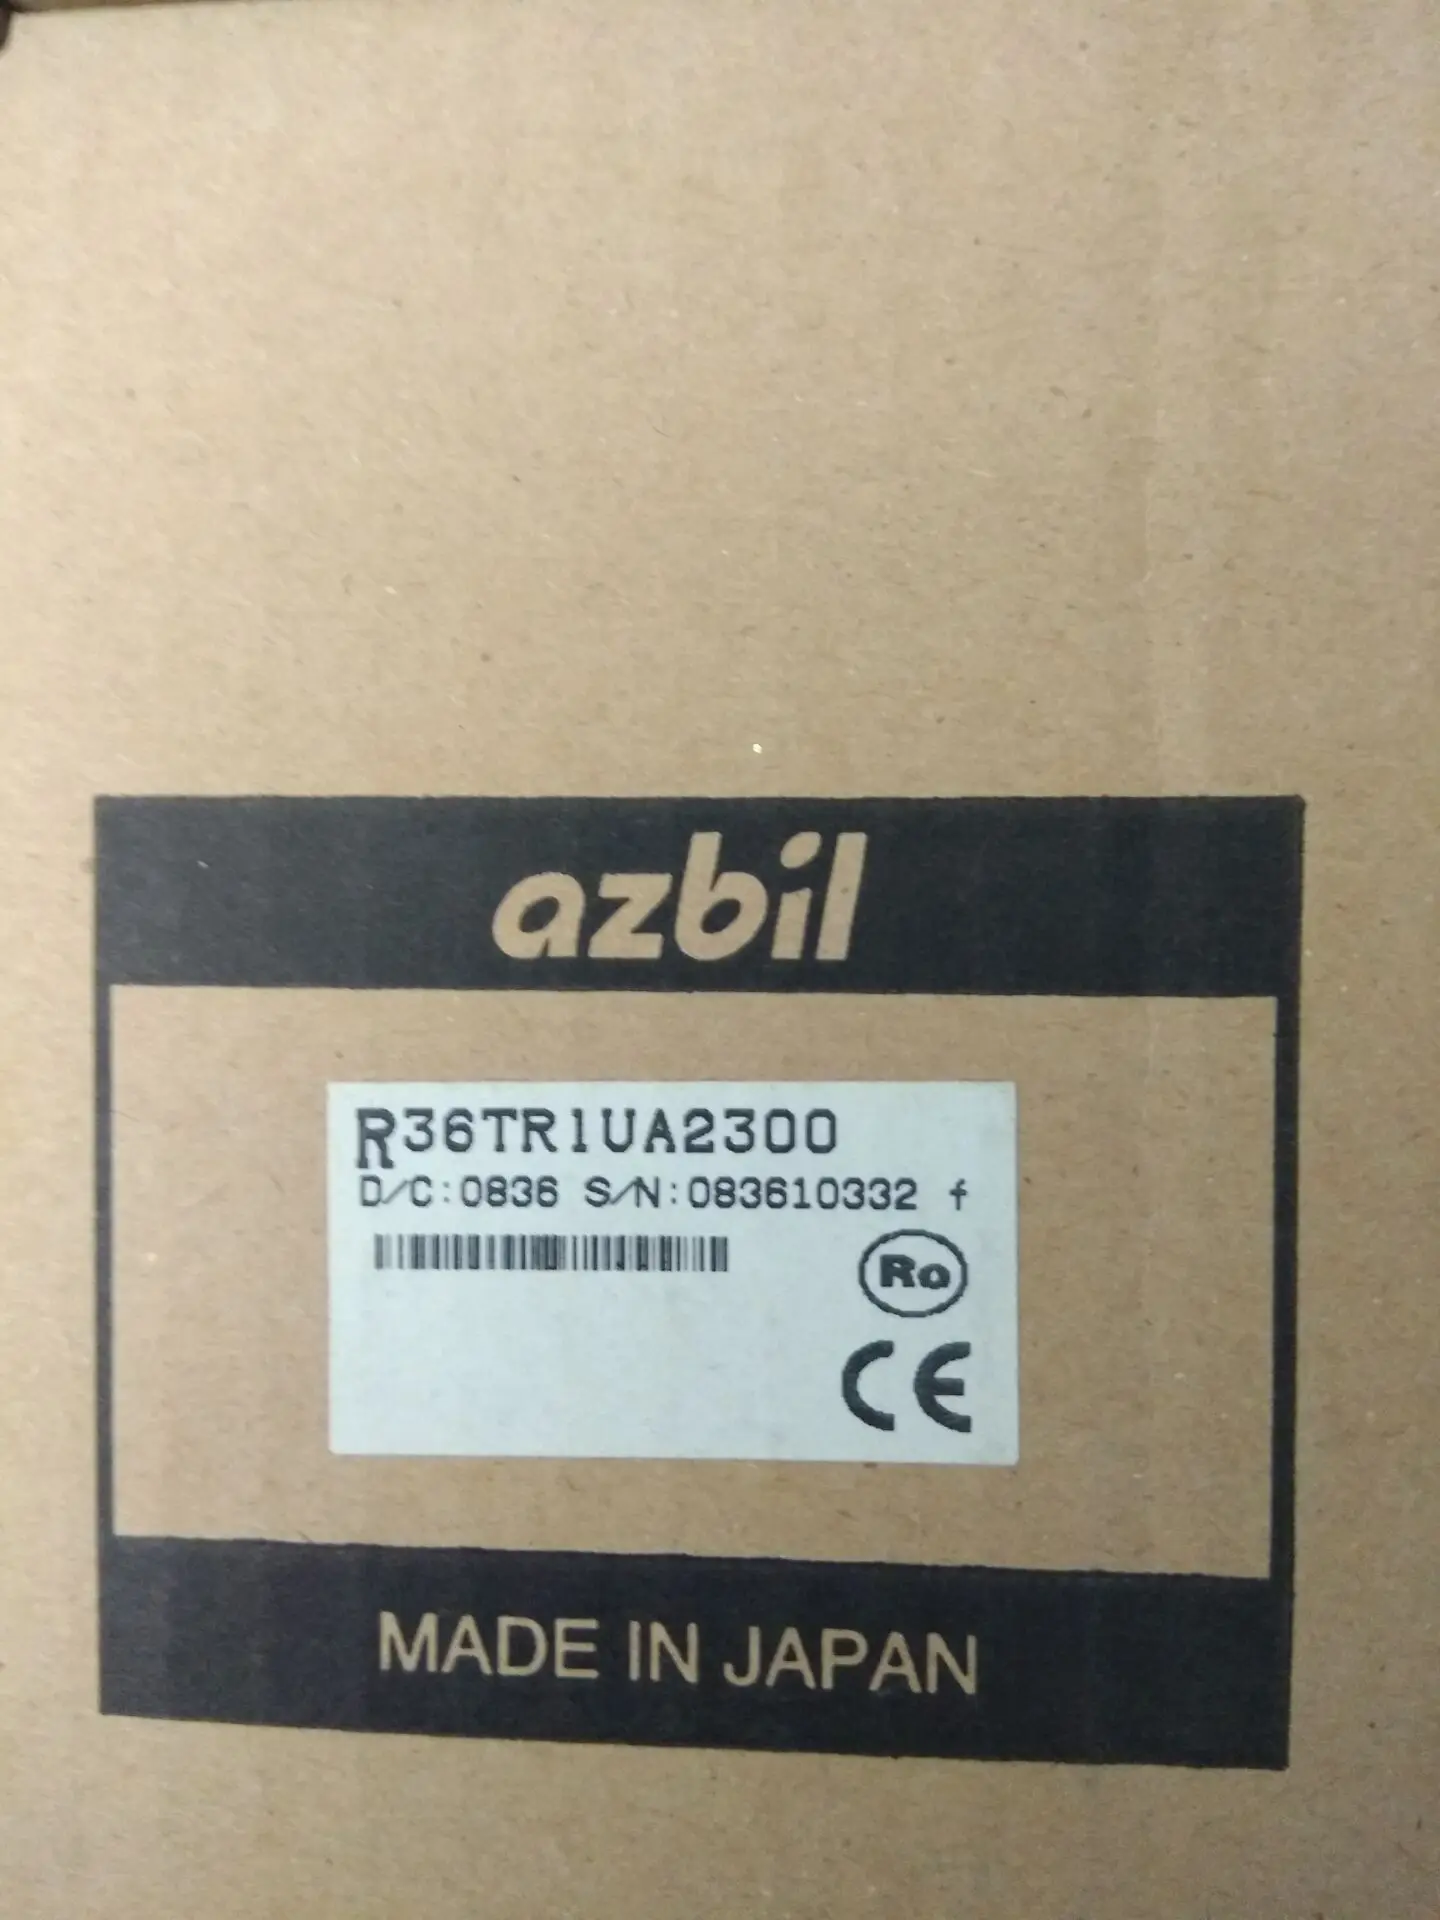 azbil
R36TR1UA2300
D/C:0836 S/N:083610332 f
Ro
CE
MADE IN JAPAN